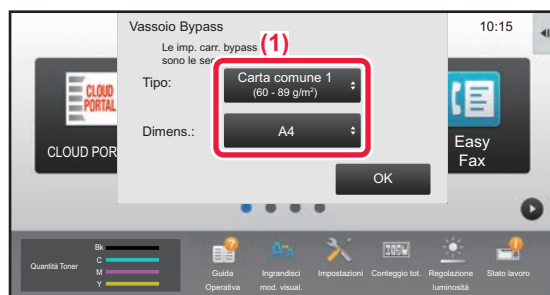 Vassoio Bypass
10:15
Le imp. carr. bypass
(1)
sono le
Tipo:
Carta comune 1
(60 - 89 g/m²)
Dimens.:
A4
OK
CLOUD
PORTAL
CLOUD POR
Easy
Fax
Quantità Toner
Bk
C
M
Y
Guida
Operativa
Ingrandisci
mod. visual.
Impostazioni
Conteggio tot.
Regolazione
luminosità
Stato lavoro